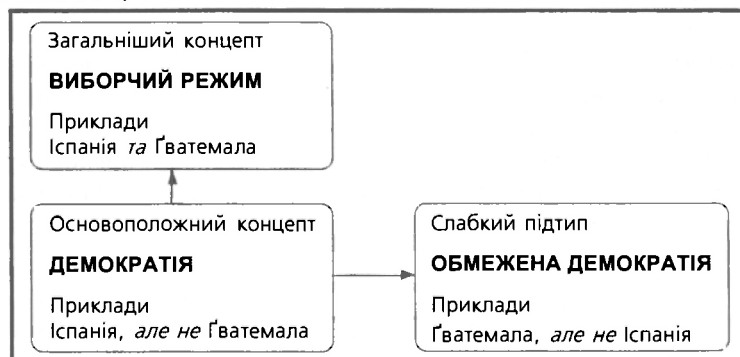 Загальніший концепт
ВИБОРЧИЙ РЕЖИМ
Приклади
Іспанія та Ґватемала
Основоположний концепт
ДЕМОКРАТІЯ
Приклади
Іспанія, але не Ґватемала
Слабкий підтип
ОБМЕЖЕНА ДЕМОКРАТІЯ
Приклади
Ґватемала, але не Іспанія